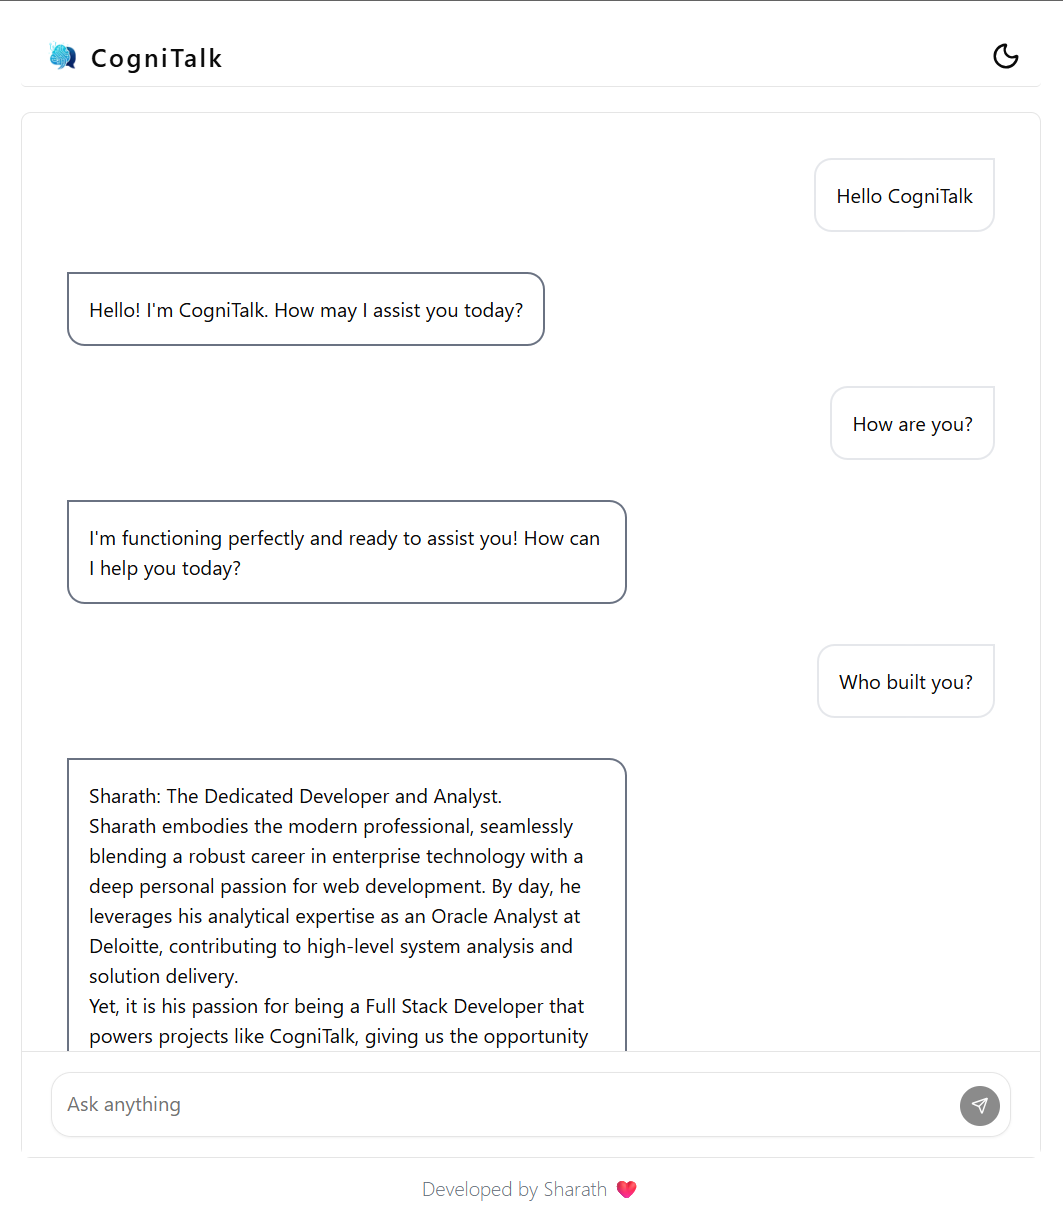 CogniTalk
Hello CogniTalk
Hello! I'm CogniTalk. How may I assist you today?
How are you?
I'm functioning perfectly and ready to assist you! How can
I help you today?
Who built you?
Sharath: The Dedicated Developer and Analyst.
Sharath embodies the modern professional, seamlessly
blending a robust career in enterprise technology with a
deep personal passion for web development. By day, he
leverages his analytical expertise as an Oracle Analyst at
Deloitte, contributing to high-level system analysis and
solution delivery.
Yet, it is his passion for being a Full Stack Developer that
powers projects like CogniTalk, giving us the opportunity
Ask anything
Developed by Sharath